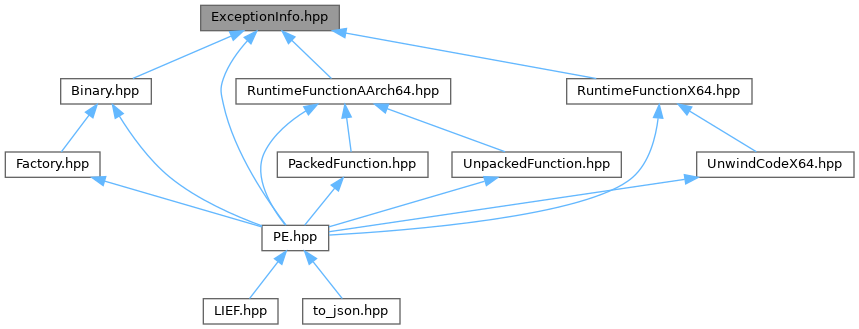 ExceptionInfo.hpp
Binary.hpp
RuntimeFunctionAArch64.hpp
RuntimeFunctionX64.hpp
Factory.hpp
PackedFunction.hpp
UnpackedFunction.hpp
UnwindCodeX64.hpp
PE.hpp
LIEF.hpp
to_json.hpp